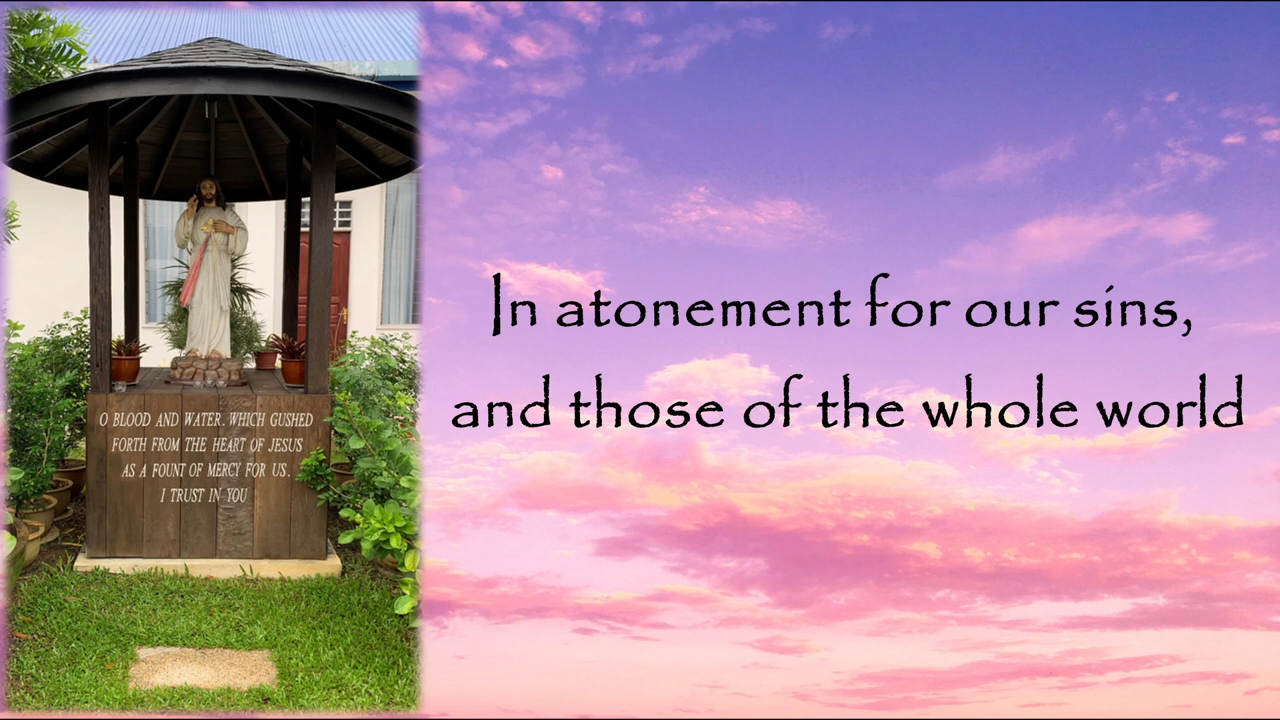 O BLOOD AND WATER. WHICH GUSHED
FORTH FROM THE HEART OF JESUS
AS A FOUNT OF MERCY FOR US.
I TRUST IN YOU
In atonement for our sins,
and those of the whole world